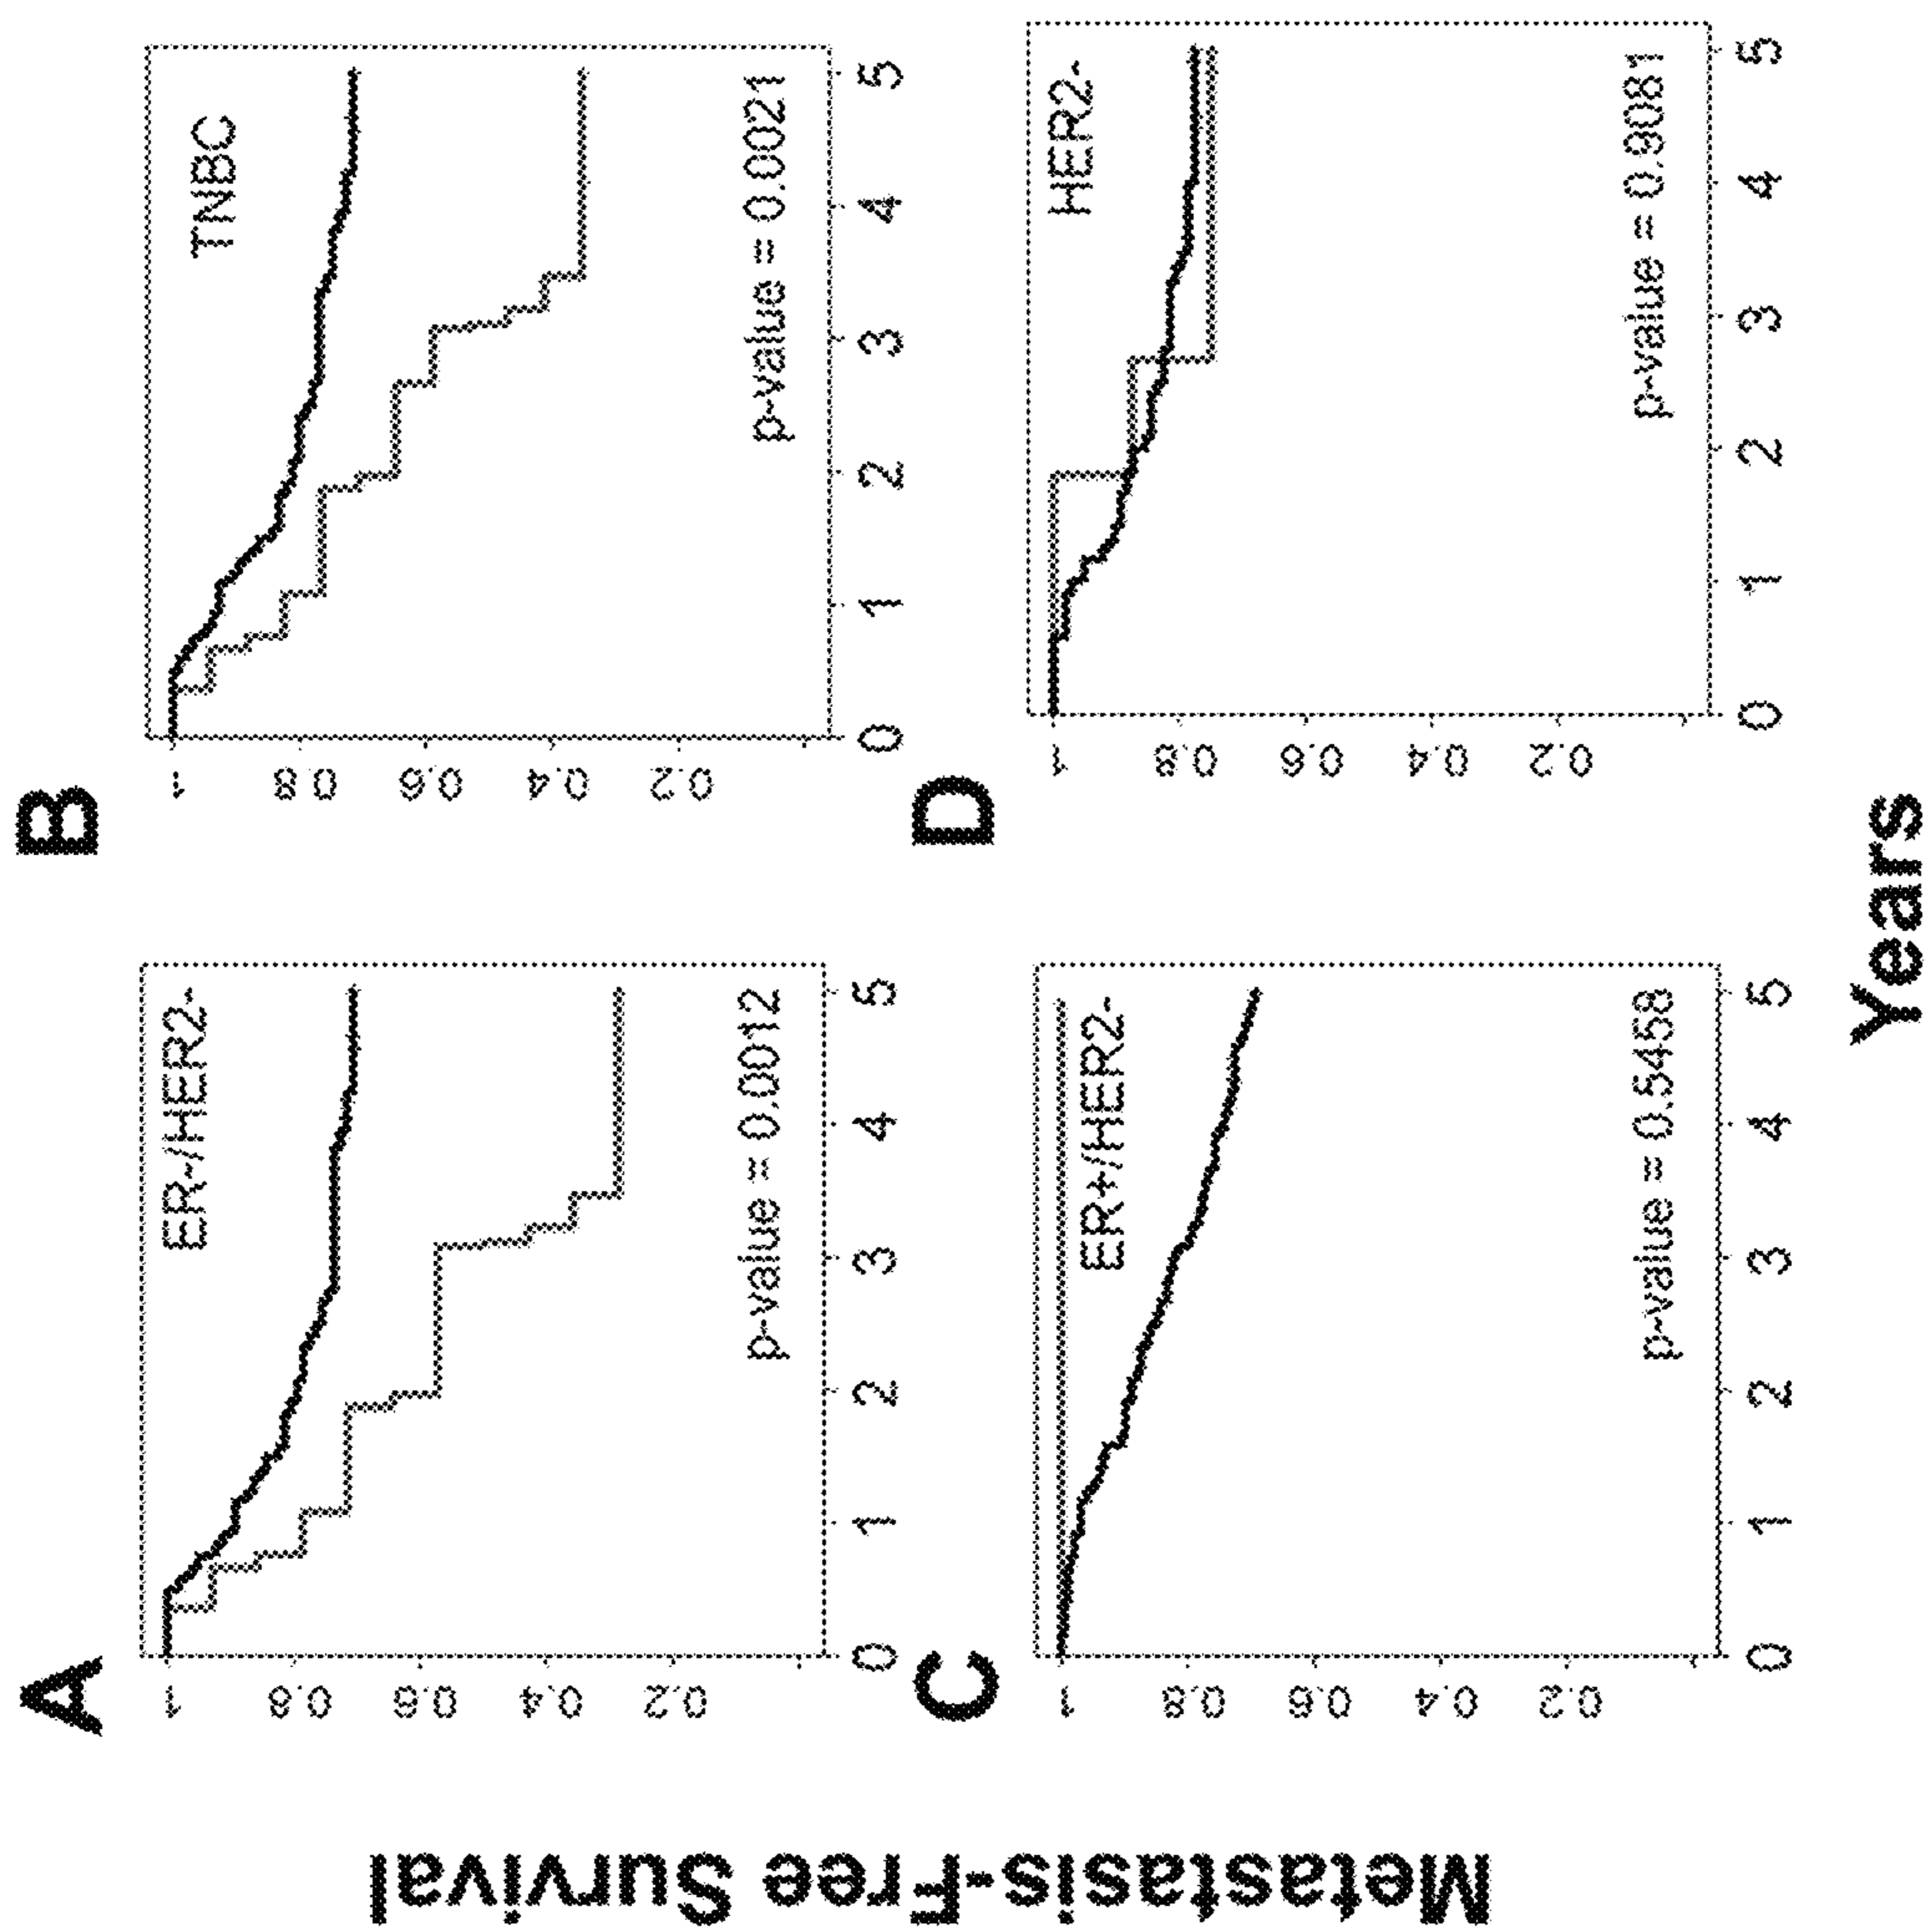 Metastasis-Free Survival
A
ER-/HER2-
1
0.8
0.6
0.4
0.2
p-value = 0.0012
0 1 2 3 4 5
B
TNBC
1
0.8
0.6
0.4
0.2
p-value = 0.0021
0 1 2 3 4 5
C
ER+/HER2-
1
0.8
0.6
0.4
0.2
p-value = 0.5458
0 1 2 3 4 5
D
HER2-
1
0.8
0.6
0.4
0.2
p-value = 0.9081
0 1 2 3 4 5
Years